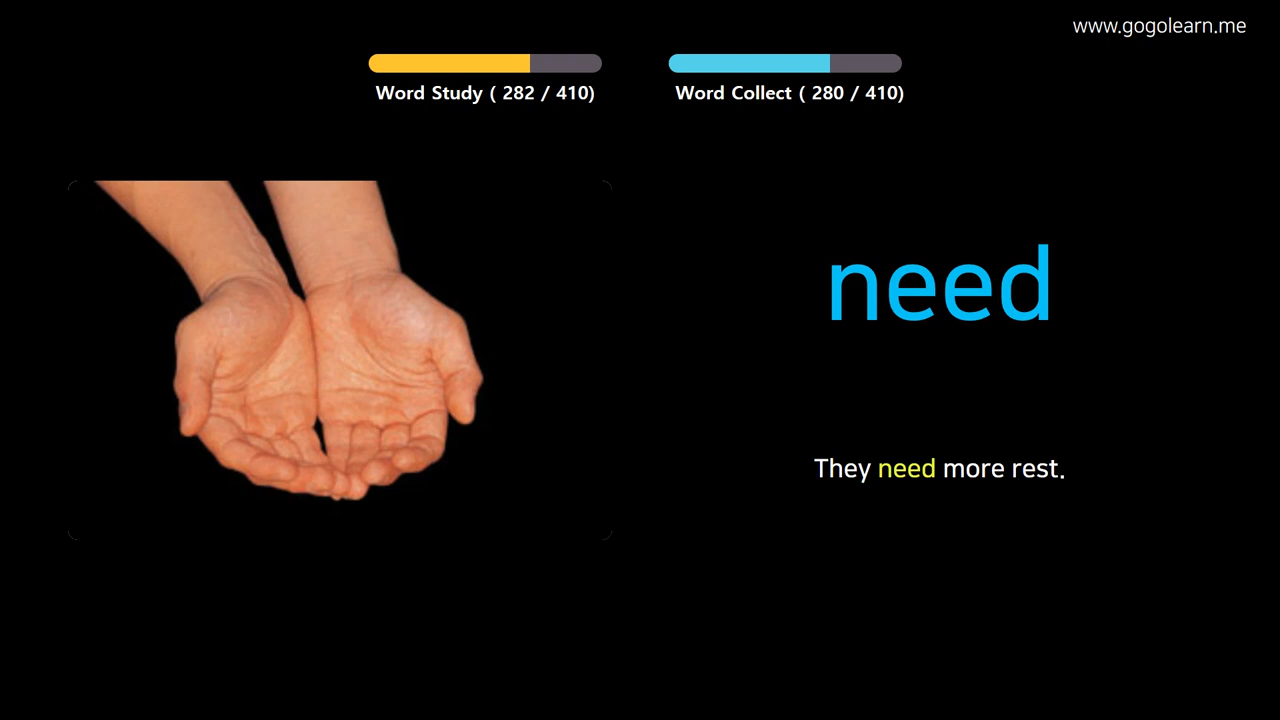 www.gogolearn.me
Word Study ( 282 / 410)
Word Collect ( 280 / 410)
need
They need more rest.